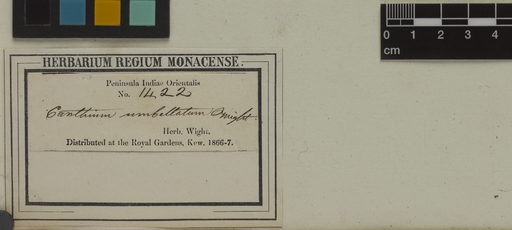 0 1 2 3 4
cm
HERBARIUM REGIUM MONACENSE.
Peninsula Indiae Orientalis
No. 1422
Canthium umbellatum Wight.
Herb. Wight.
Distributed at the Royal Gardens, Kew. 1866-7.